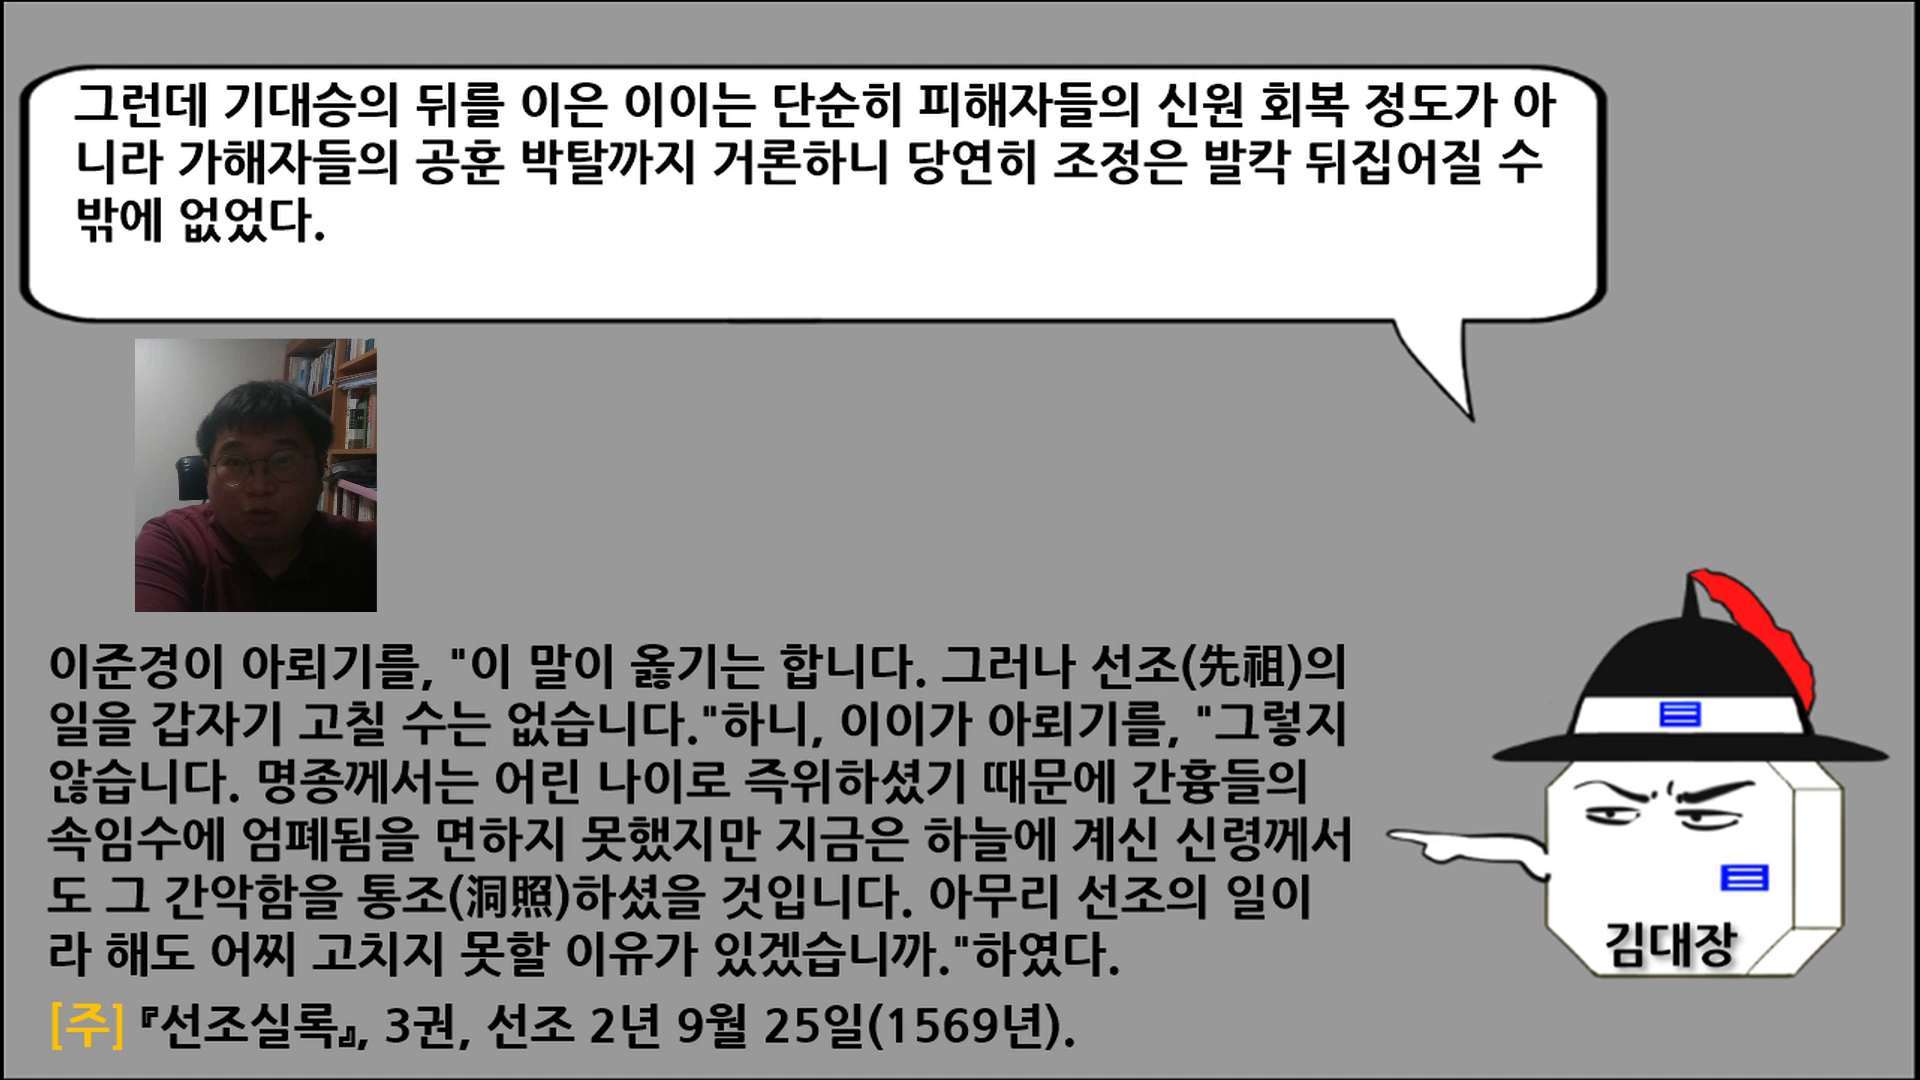 그런데 기대승의 뒤를 이은 이이는 단순히 피해자들의 신원 회복 정도가 아
니라 가해자들의 공훈 박탈까지 거론하니 당연히 조정은 발칵 뒤집어질 수
밖에 없었다.
이준경이 아뢰기를, "이 말이 옳기는 합니다. 그러나 선조(先祖)의
일을 갑자기 고칠 수는 없습니다."하니, 이이가 아뢰기를, "그렇지
않습니다. 명종께서는 어린 나이로 즉위하셨기 때문에 간흉들의
속임수에 엄폐됨을 면하지 못했지만 지금은 하늘에 계신 신령께서
도 그 간악함을 통조(洞照)하셨을 것입니다. 아무리 선조의 일이
라 해도 어찌 고치지 못할 이유가 있겠습니까."하였다.
[주] 『선조실록』, 3권, 선조 2년 9월 25일(1569년).
김대장